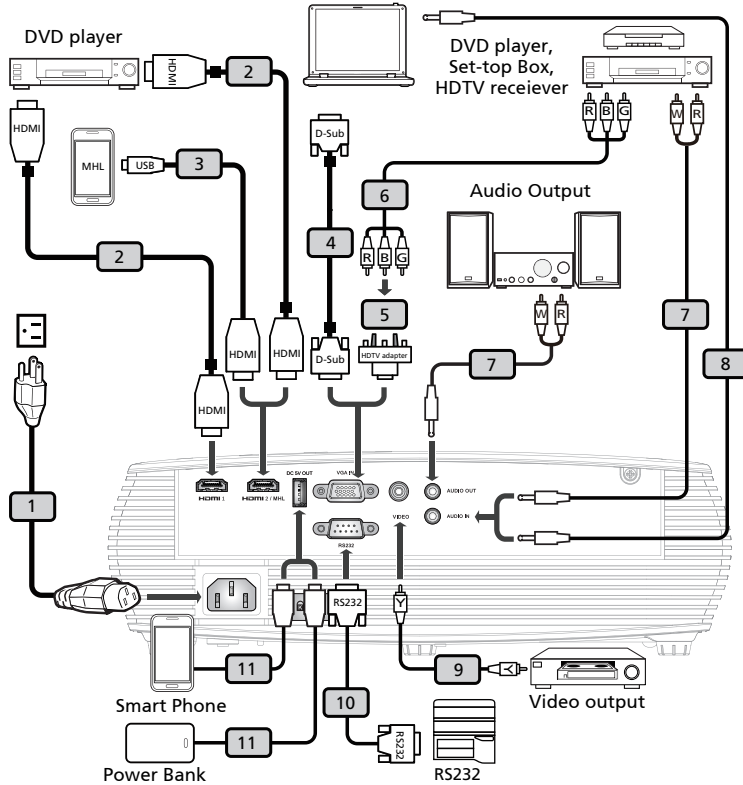 DVD player
HDMI
2
DVD player,
Set-top Box,
HDTV receiever
HDMI
MHL
USB
3
D-Sub
R B G
W R
6
Audio Output
2
4
R B G
5
W R
7
8
HDMI
HDMI
D-Sub
HDTV adapter
7
HDMI
DC 5V OUT
VGA IN
HDMI 1
HDMI 2 / MHL
VIDEO
AUDIO OUT
AUDIO IN
RS232
1
RS232
Y
11
9
Y
Smart Phone
10
Video output
11
RS232
Power Bank
RS232